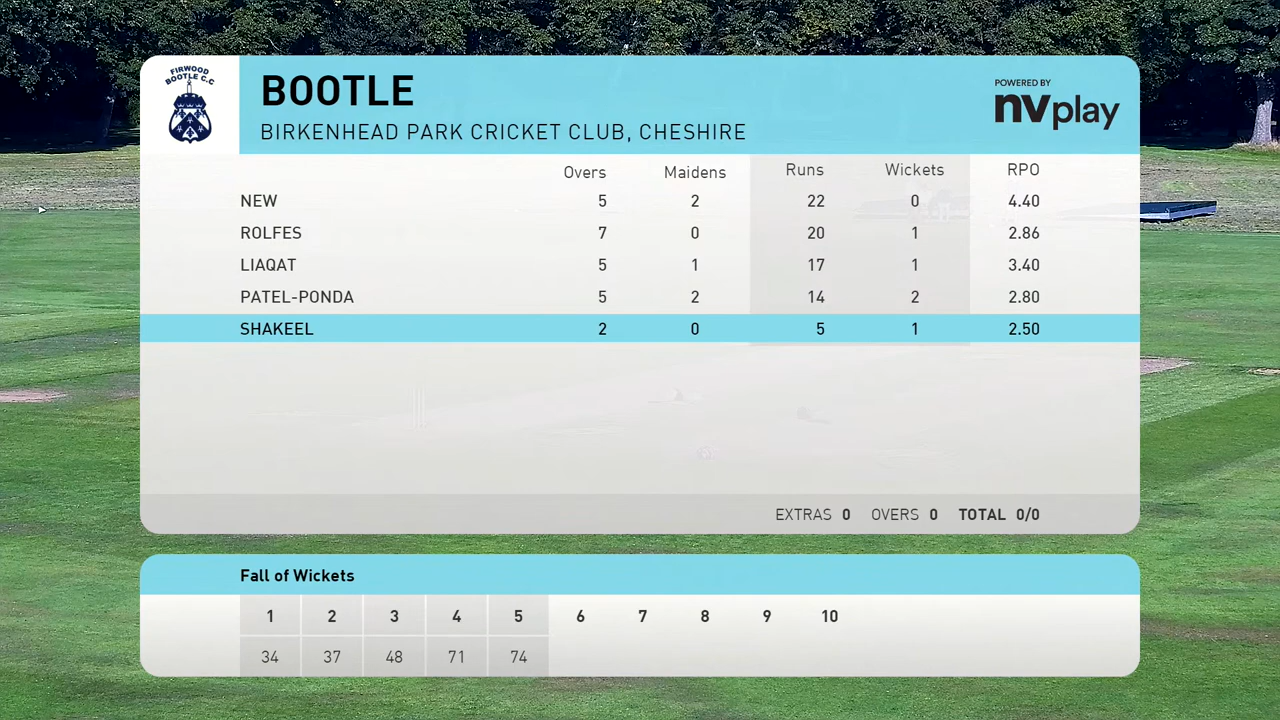 FIRWOOD
BOOTLE C.C
BOOTLE
BIRKENHEAD PARK CRICKET CLUB, CHESHIRE
POWERED BY
nvplay
Overs Maidens Runs Wickets RPO
NEW 5 2 22 0 4.40
ROLFES 7 0 20 1 2.86
LIAQAT 5 1 17 1 3.40
PATEL-PONDA 5 2 14 2 2.80
SHAKEEL 2 0 5 1 2.50
EXTRAS 0 OVERS 0 TOTAL 0/0
Fall of Wickets
1 2 3 4 5 6 7 8 9 10
34 37 48 71 74